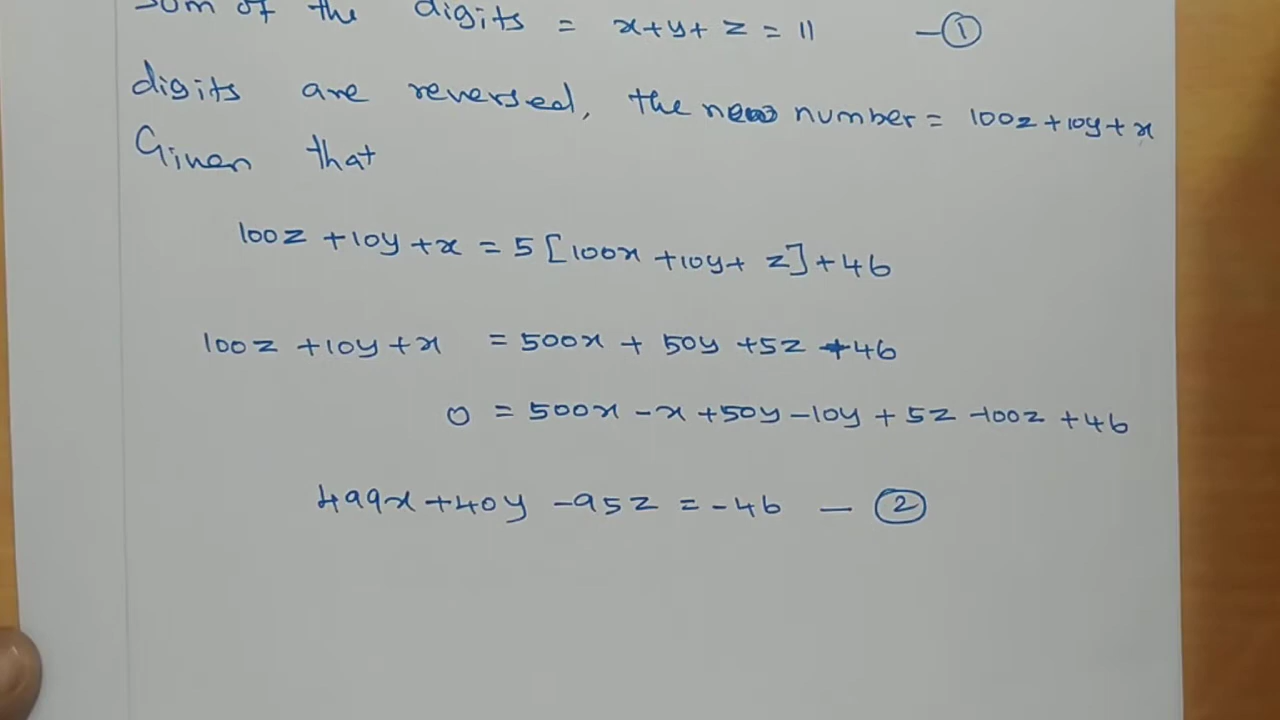 sum of the digits = x+y+ z = 11 —①
digits are reversed, the new number = 100z+10y+x
Given that
100z +10y +x = 5 [100x +10y+ z] +46
100z +10y +x = 500x + 50y +5z +46
0 = 500x -x +50y -10y + 5z -100z +46
499x +40y -95z = -46 — ②